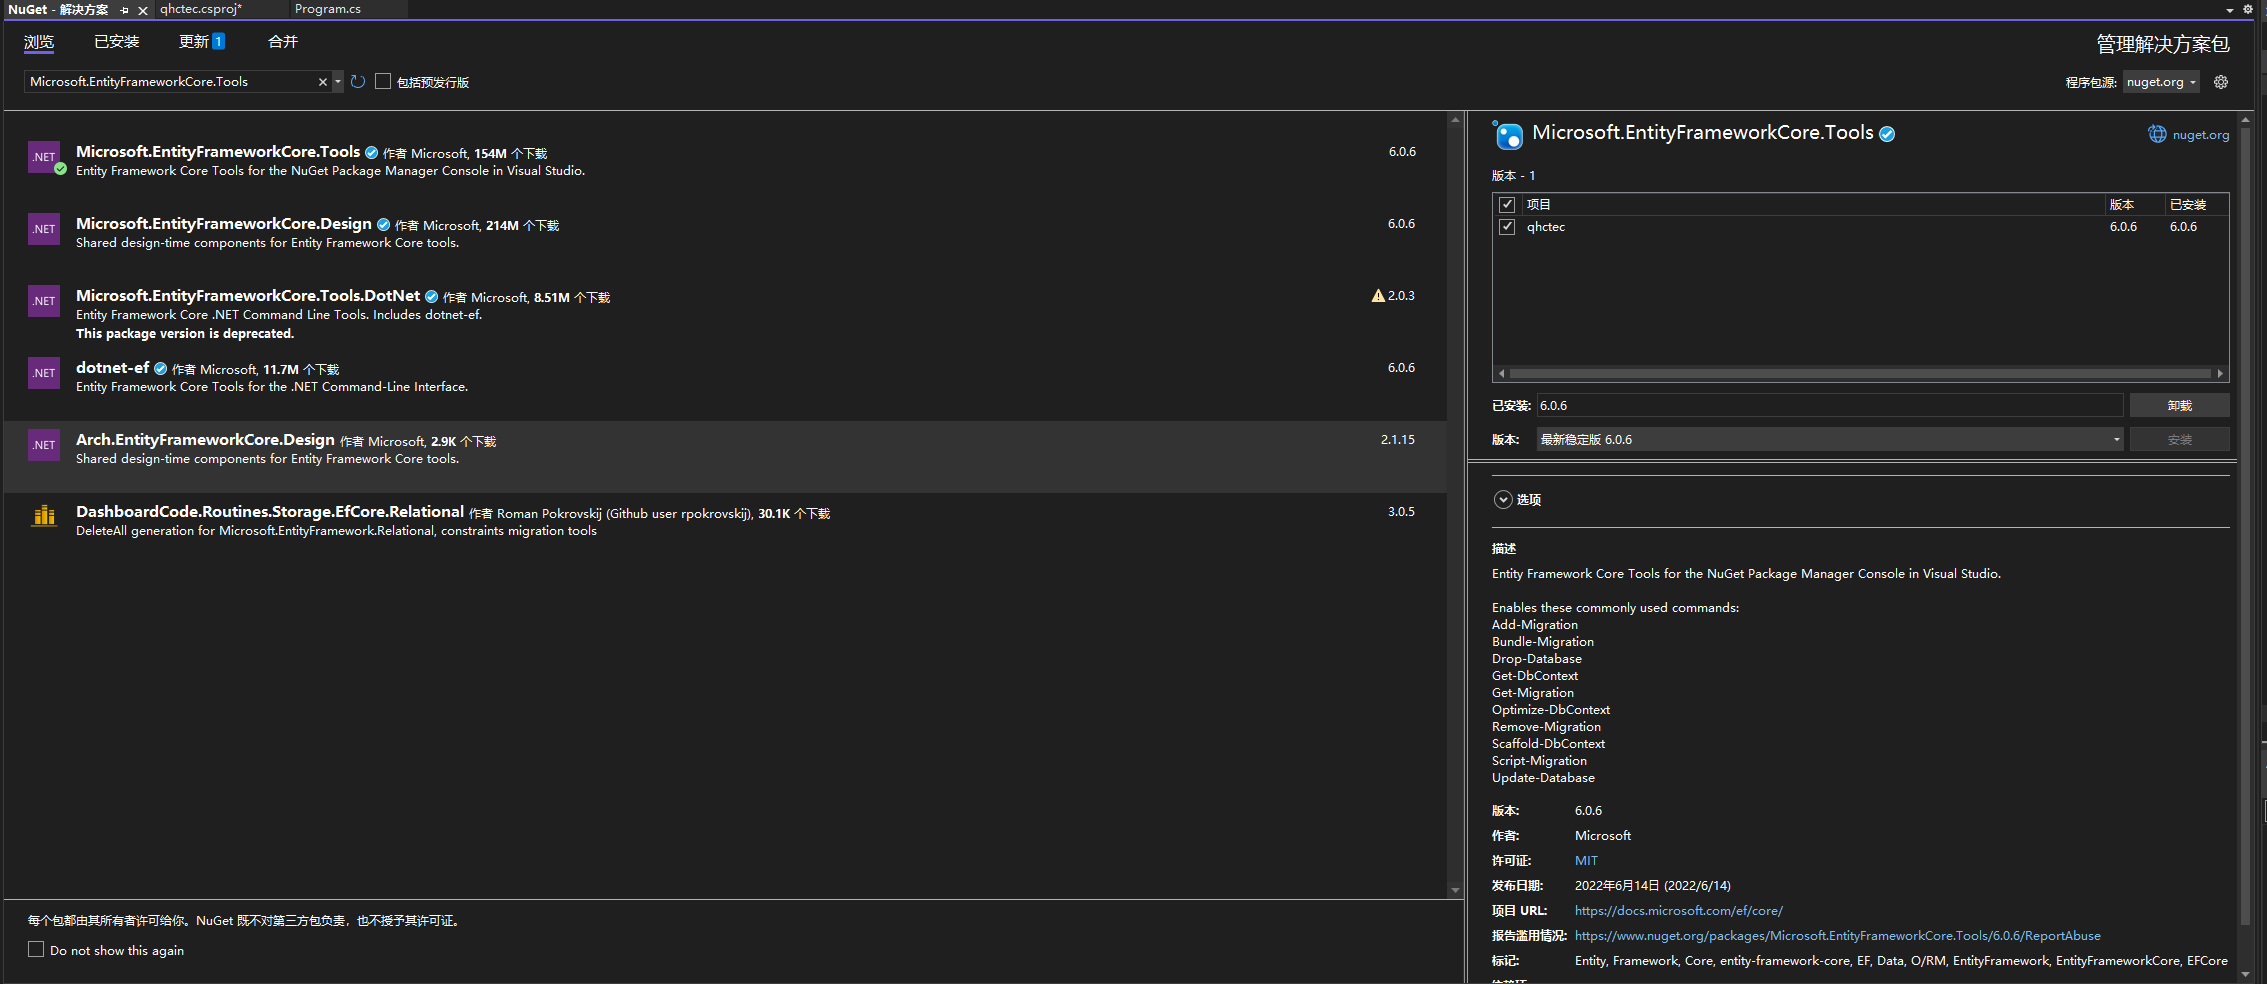 NuGet - 解决方案
qhctec.csproj*
Program.cs
浏览
已安装
更新 1
合并
管理解决方案包
Microsoft.EntityFrameworkCore.Tools
包括预发行版
程序包源: nuget.org
Microsoft.EntityFrameworkCore.Tools 作者 Microsoft, 154M 个下载
6.0.6
Entity Framework Core Tools for the NuGet Package Manager Console in Visual Studio.
.NET
Microsoft.EntityFrameworkCore.Design 作者 Microsoft, 214M 个下载
6.0.6
Shared design-time components for Entity Framework Core tools.
.NET
Microsoft.EntityFrameworkCore.Tools.DotNet 作者 Microsoft, 8.51M 个下载
2.0.3
Entity Framework Core .NET Command Line Tools. Includes dotnet-ef.
This package version is deprecated.
.NET
dotnet-ef 作者 Microsoft, 11.7M 个下载
6.0.6
Entity Framework Core Tools for the .NET Command-Line Interface.
.NET
Arch.EntityFrameworkCore.Design 作者 Microsoft, 2.9K 个下载
2.1.15
Shared design-time components for Entity Framework Core tools.
.NET
DashboardCode.Routines.Storage.EfCore.Relational 作者 Roman Pokrovskij (Github user rpokrovskij), 30.1K 个下载
3.0.5
DeleteAll generation for Microsoft.EntityFramework.Relational, constraints migration tools
每个包都由其所有者许可给你。NuGet 既不对第三方包负责，也不授予其许可证。
Do not show this again
Microsoft.EntityFrameworkCore.Tools
nuget.org
版本 - 1
项目 版本 已安装
qhctec 6.0.6 6.0.6
已安装: 6.0.6 卸载
版本: 最新稳定版 6.0.6 安装
选项
描述
Entity Framework Core Tools for the NuGet Package Manager Console in Visual Studio.
Enables these commonly used commands:
Add-Migration
Bundle-Migration
Drop-Database
Get-DbContext
Get-Migration
Optimize-DbContext
Remove-Migration
Scaffold-DbContext
Script-Migration
Update-Database
版本: 6.0.6
作者: Microsoft
许可证: MIT
发布日期: 2022年6月14日 (2022/6/14)
项目 URL: https://docs.microsoft.com/ef/core/
报告滥用情况: https://www.nuget.org/packages/Microsoft.EntityFrameworkCore.Tools/6.0.6/ReportAbuse
标记: Entity, Framework, Core, entity-framework-core, EF, Data, O/RM, EntityFramework, EntityFrameworkCore, EFCore